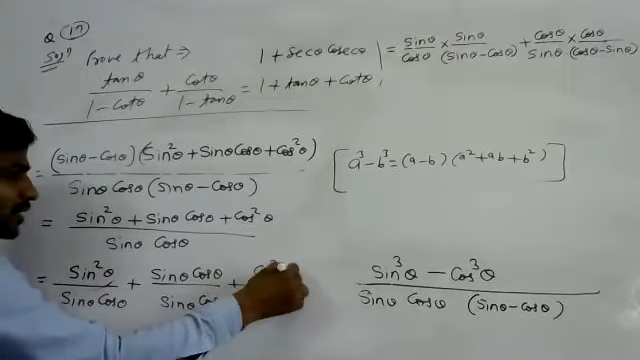 Q (17)
Sol? Prove that ⇒ 1 + secθ cosecθ
tanθ/1 - cotθ + cotθ/1 - tanθ = 1 + tanθ + cotθ,
= sinθ/cosθ × sinθ/(sinθ-cosθ) + cosθ/sinθ × cosθ/(cosθ-sinθ)
= (sinθ-cosθ)(sin²θ + sinθ cosθ + cos²θ)/sinθ cosθ (sinθ - cosθ)
[a³-b³ = (a-b)(a²+ab+b²)]
= sin²θ + sinθ cosθ + cos²θ/sinθ cosθ
= sin²θ/sinθ cosθ + sinθ cosθ/sinθ cos +
sin³θ - cos³θ/sinθ cosθ (sinθ-cosθ)